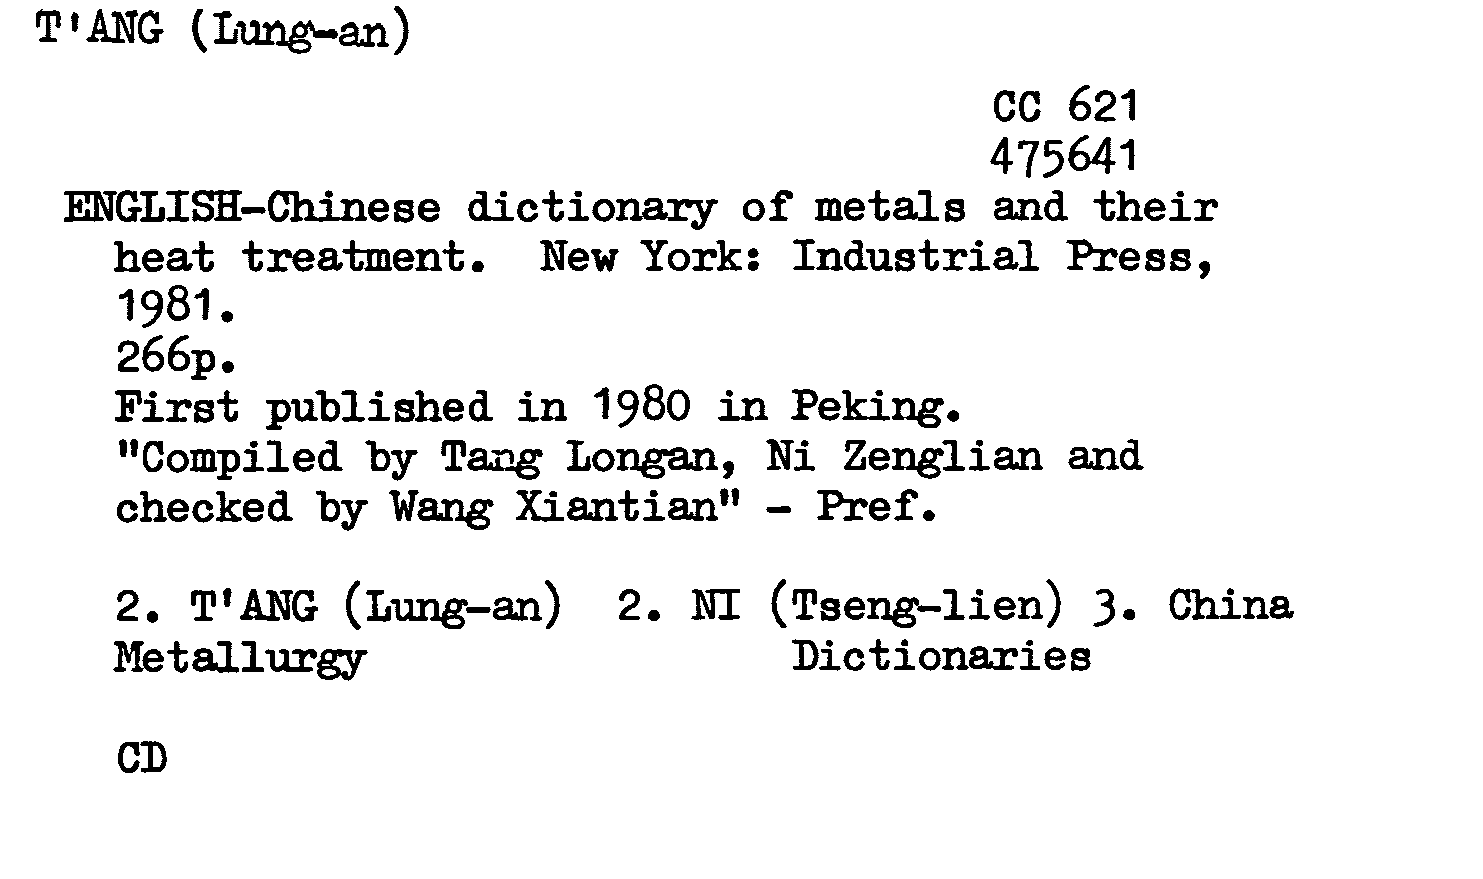 T'ANG (Lung-an)
CC 621
475641
ENGLISH-Chinese dictionary of metals and their
heat treatment. New York: Industrial Press,
1981.
266p.
First published in 1980 in Peking.
"Compiled by Tang Longan, Ni Zenglian and
checked by Wang Xiantian" - Pref.
2. T'ANG (Lung-an) 2. NI (Tseng-lien) 3. China
Metallurgy Dictionaries
CD